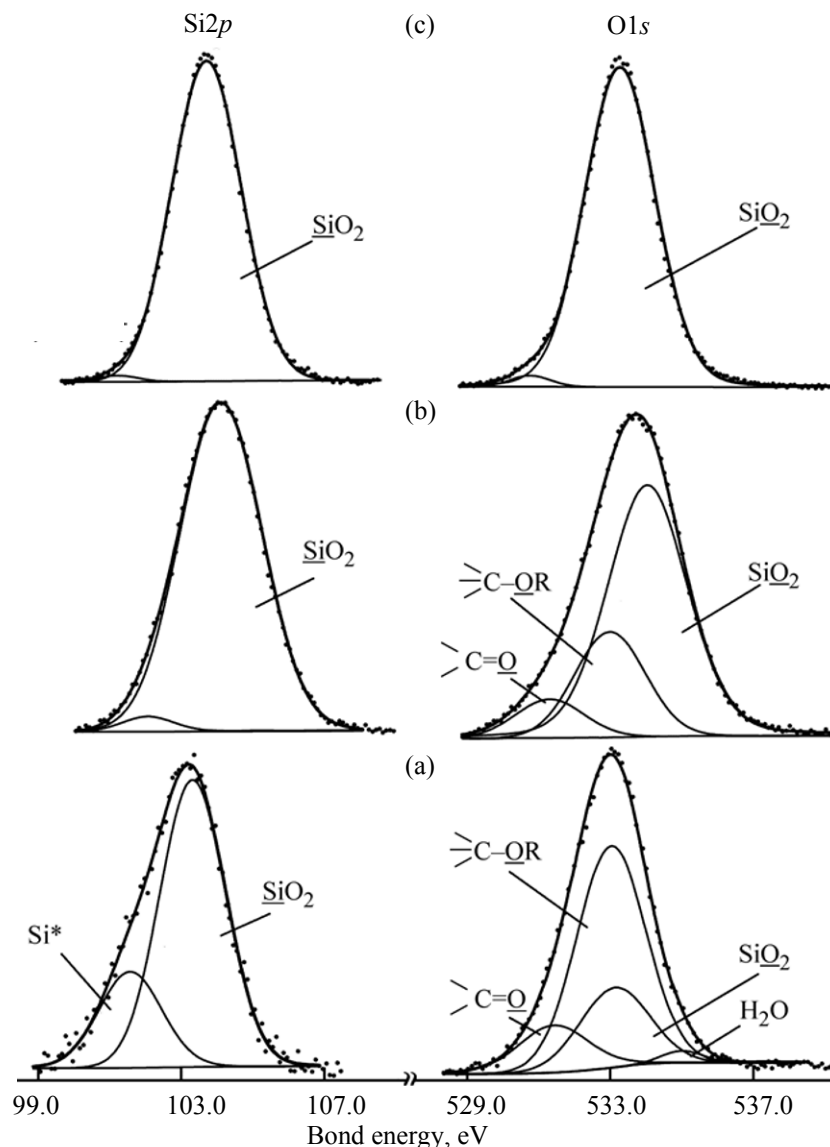 Si2p (c) O1s
SiO₂ SiO₂
(b)
SiO₂ C–OR SiO₂
C=O
(a)
C–OR
SiO₂
Si* SiO₂
C=O H₂O
99.0 103.0 107.0 529.0 533.0 537.0
Bond energy, eV